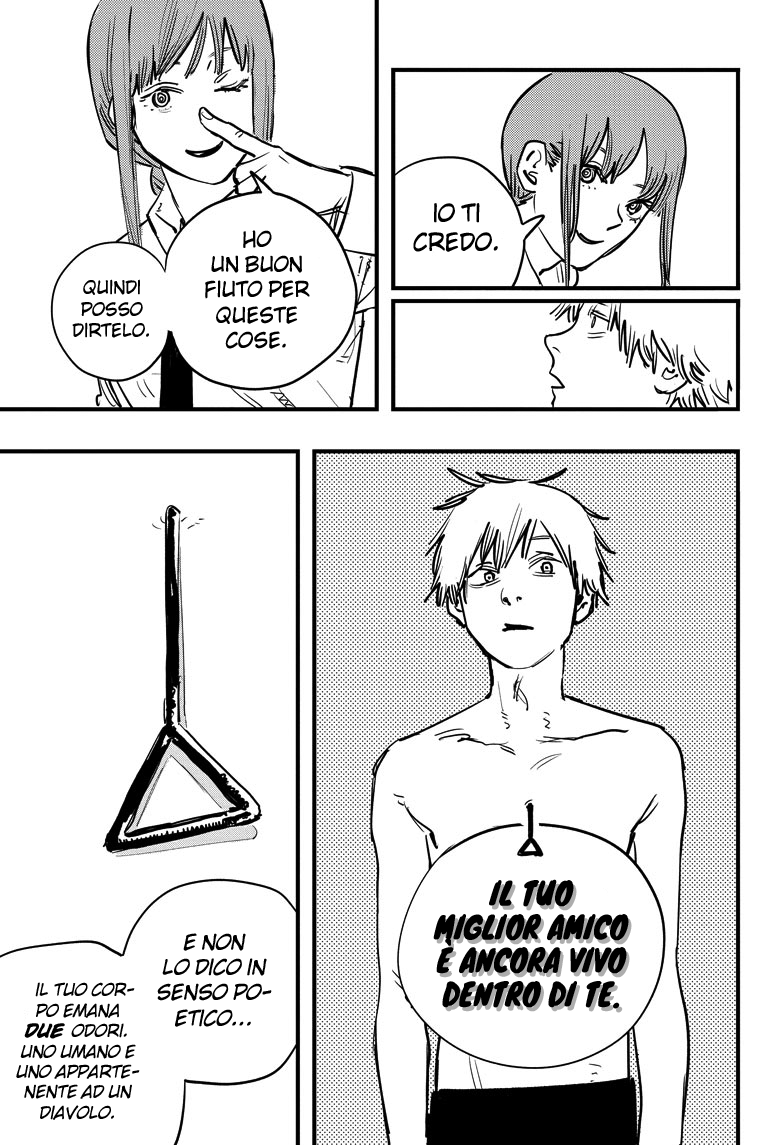 IO TI
CREDO.
HO
UN BUON
FIUTO PER
QUESTE
COSE.
QUINDI
POSSO
DIRTELO.
IL TUO
MIGLIOR AMICO
È ANCORA VIVO
DENTRO DI TE.
E NON
LO DICO IN
SENSO PO-
ETICO...
IL TUO COR-
PO EMANA
DUE ODORI.
UNO UMANO E
UNO APPARTE-
NENTE AD UN
DIAVOLO.